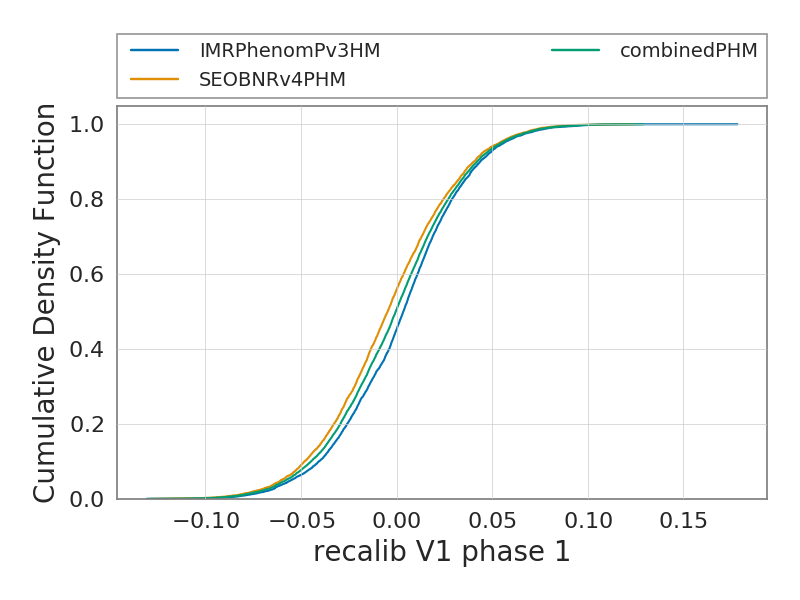 IMRPhenomPv3HM
SEOBNRv4PHM
combinedPHM
Cumulative Density Function
1.0
0.8
0.6
0.4
0.2
0.0
−0.10 −0.05 0.00 0.05 0.10 0.15
recalib V1 phase 1